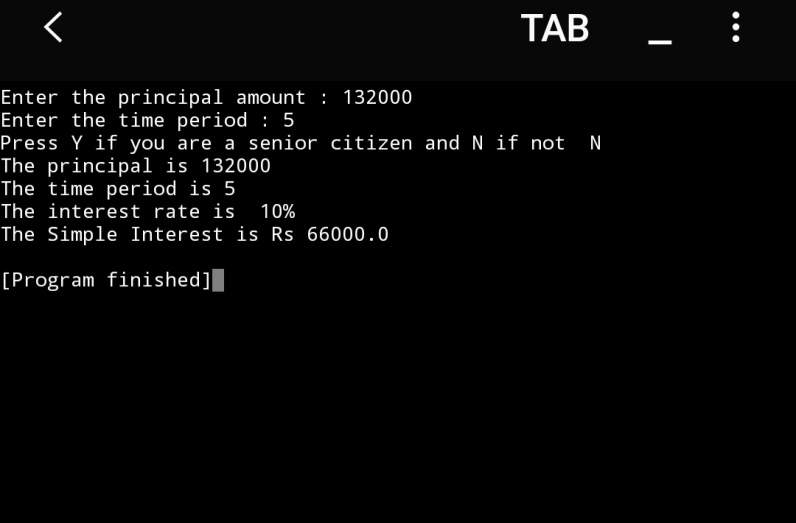 TAB
Enter the principal amount : 132000
Enter the time period : 5
Press Y if you are a senior citizen and N if not  N
The principal is 132000
The time period is 5
The interest rate is  10%
The Simple Interest is Rs 66000.0
[Program finished]